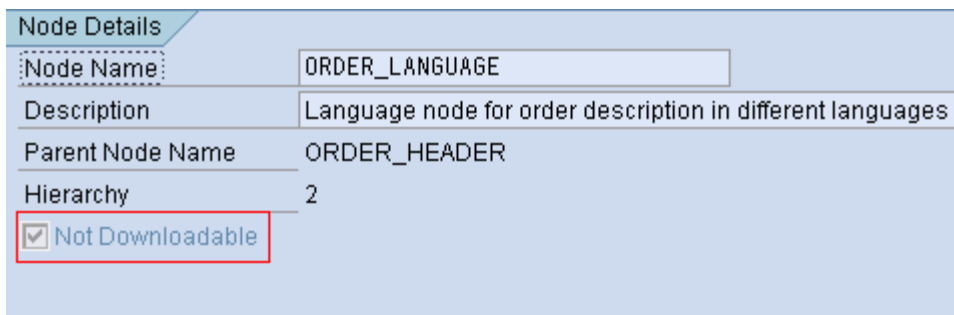 Node Details
Node Name ORDER_LANGUAGE
Description Language node for order description in different languages
Parent Node Name ORDER_HEADER
Hierarchy 2
Not Downloadable